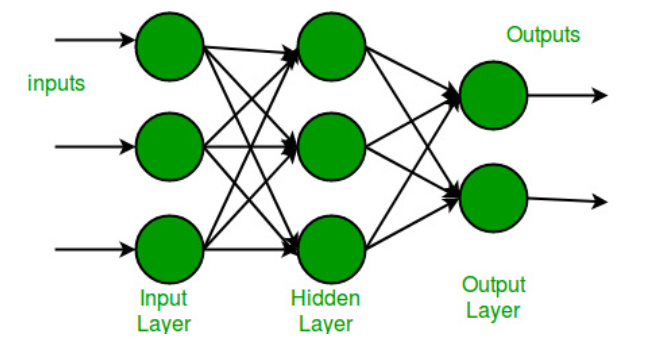 Outputs
inputs
Input
Layer
Hidden
Layer
Output
Layer